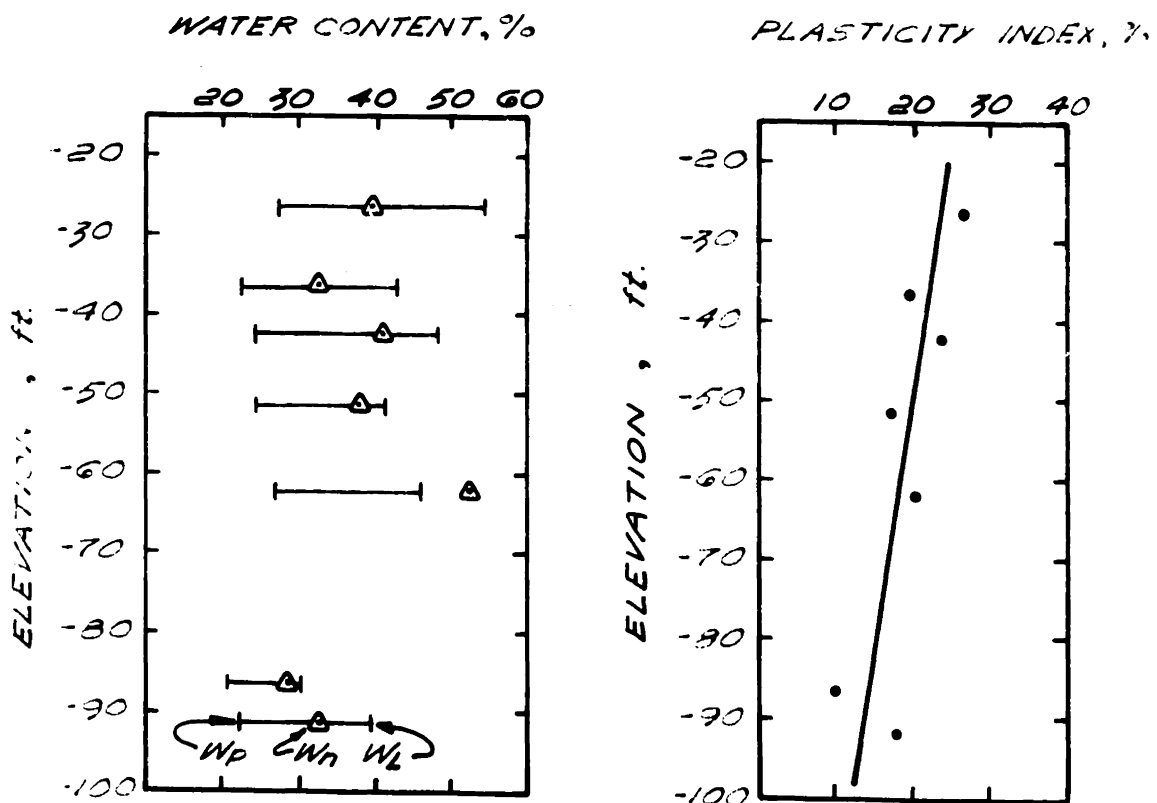 WATER CONTENT, %
20 30 40 50 60
ELEVATION, ft.
-20
-30
-40
-50
-60
-70
-80
-90
-100
Wp Wn WL
PLASTICITY INDEX, %
10 20 30 40
ELEVATION, ft.
-20
-30
-40
-50
-60
-70
-80
-90
-100